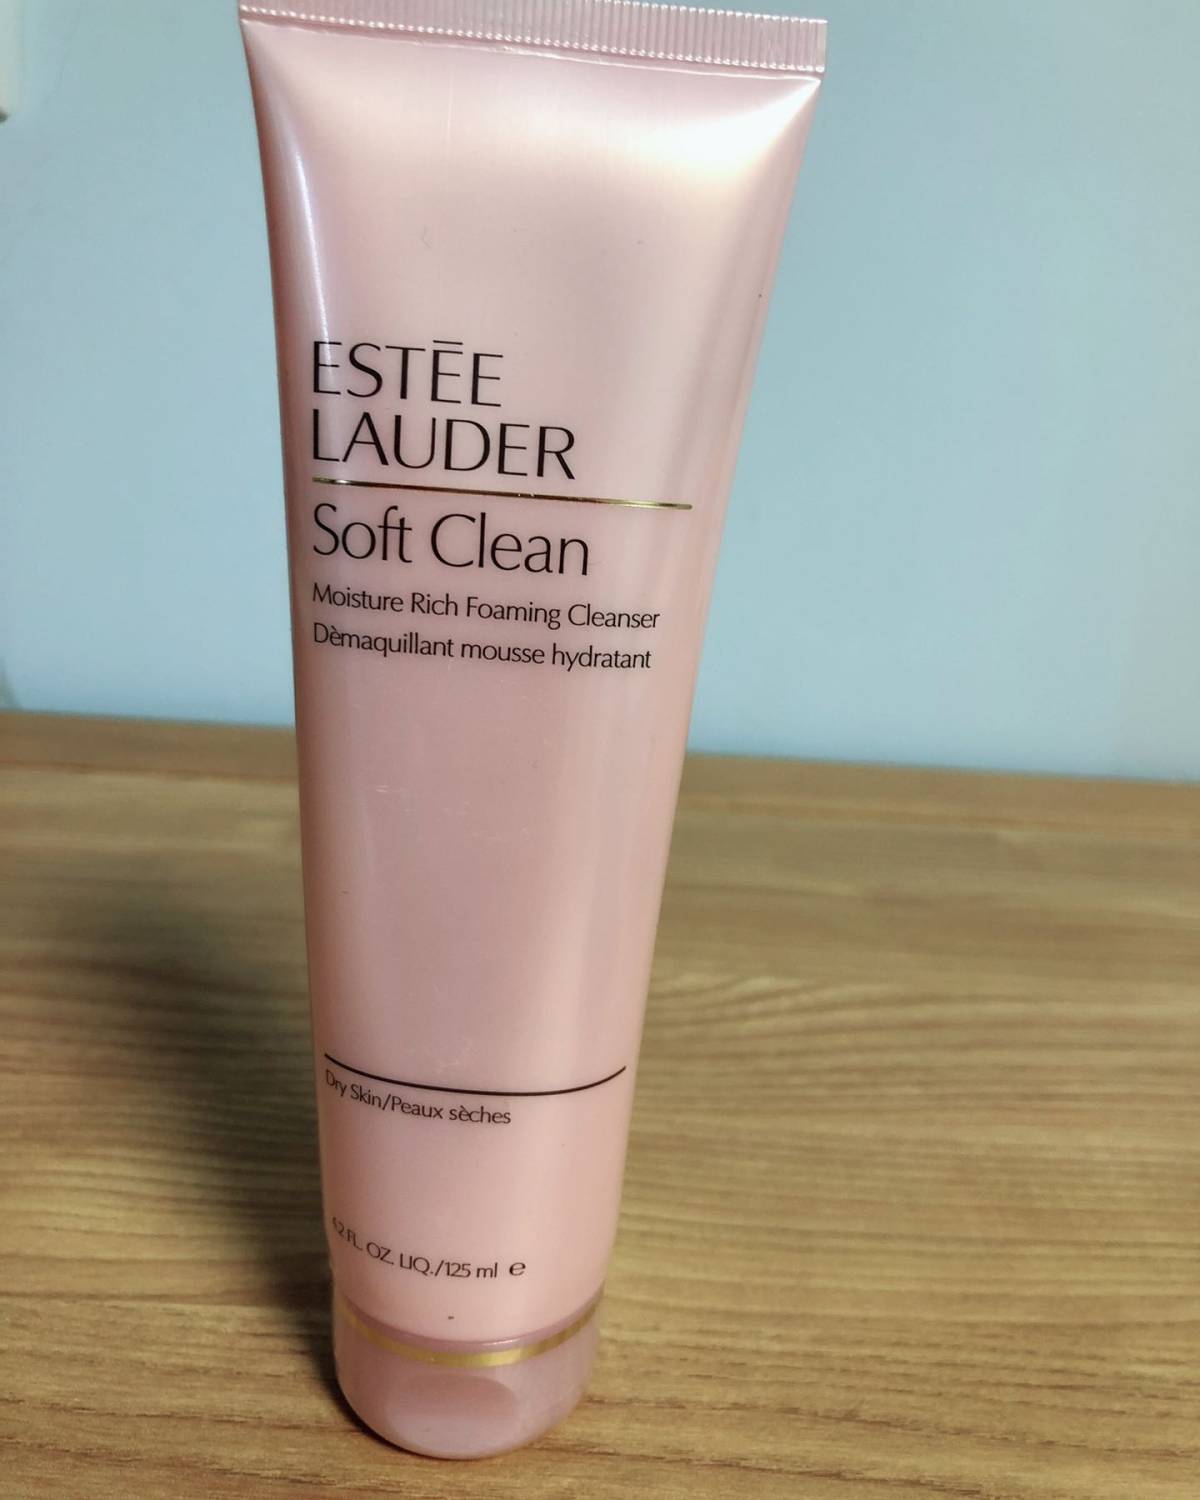 ESTĒE
LAUDER
Soft Clean
Moisture Rich Foaming Cleanser
Dèmaquillant mousse hydratant
Dry Skin/Peaux sèches
4.2 FL. OZ. LIQ./125 ml e